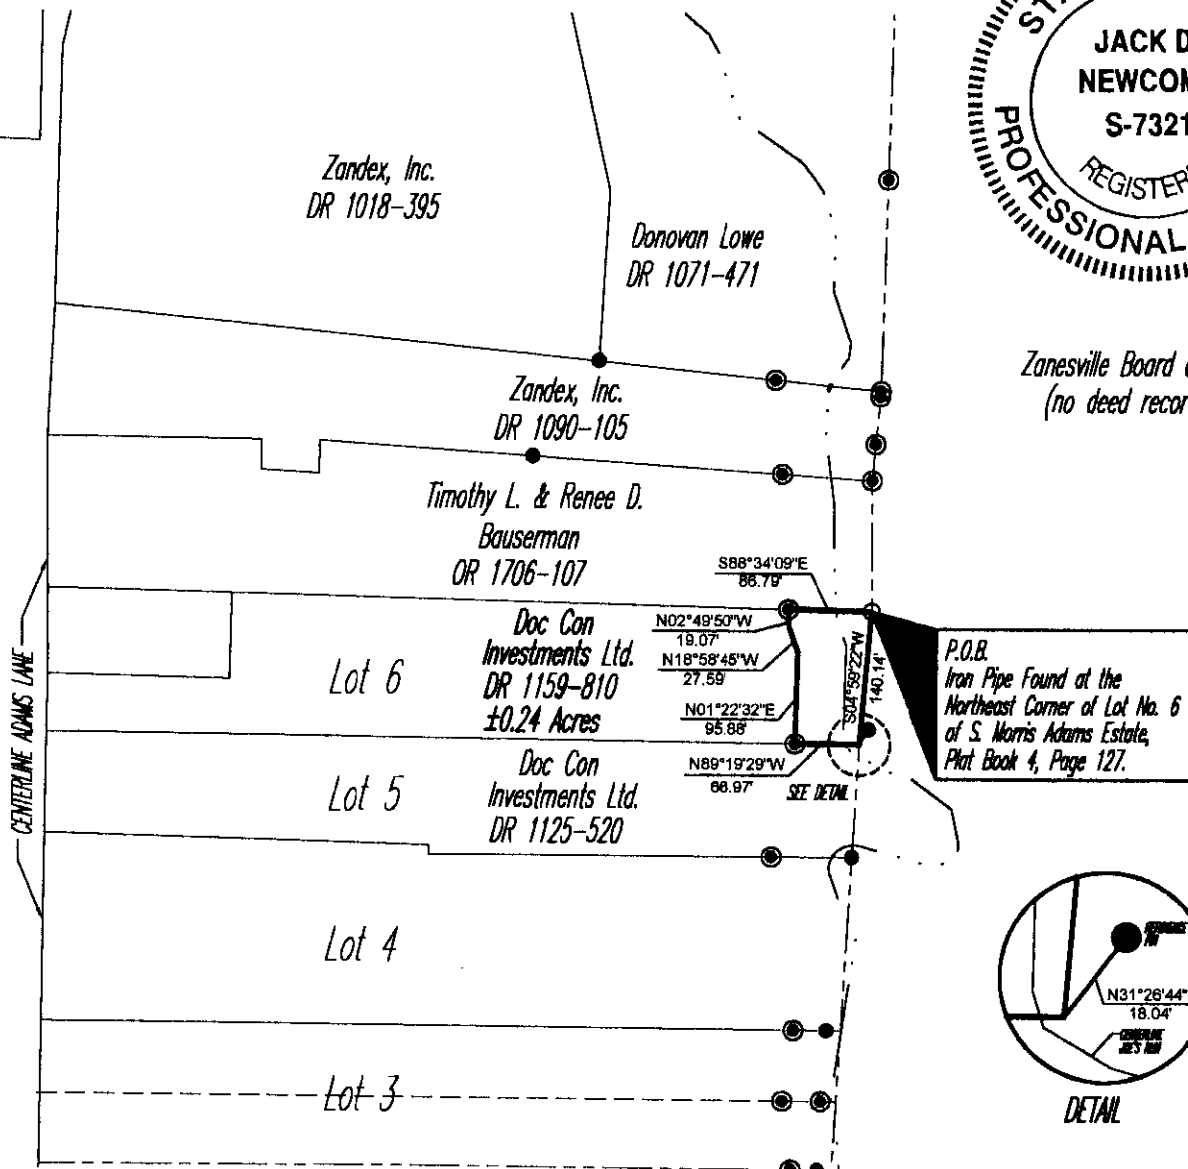 JACK D
NEWCOM
S-7321
REGISTER
PROFESSIONAL
Zandex, Inc.
DR 1018-395
Donovan Lowe
DR 1071-471
Zanesville Board
(no deed recor
Zandex, Inc.
DR 1090-105
Timothy L. & Renee D.
Bauserman
OR 1706-107
S88°34'09"E
86.79'
Doc Con
Investments Ltd.
DR 1159-810
±0.24 Acres
N02°49'50"W
19.07'
N18°58'45"W
27.59'
N01°22'32"E
95.88'
S04°59'22"W
140.14'
P.O.B.
Iron Pipe Found at the
Northeast Corner of Lot No. 6
of S. Morris Adams Estate,
Plat Book 4, Page 127.
Lot 6
CENTERLINE ADAMS LANE
N89°19'29"W
66.97'
SEE DETAIL
Doc Con
Investments Ltd.
DR 1125-520
Lot 5
Lot 4
N31°26'44"
18.04'
CENTERLINE
JOE'S RUN
DETAIL
Lot 3